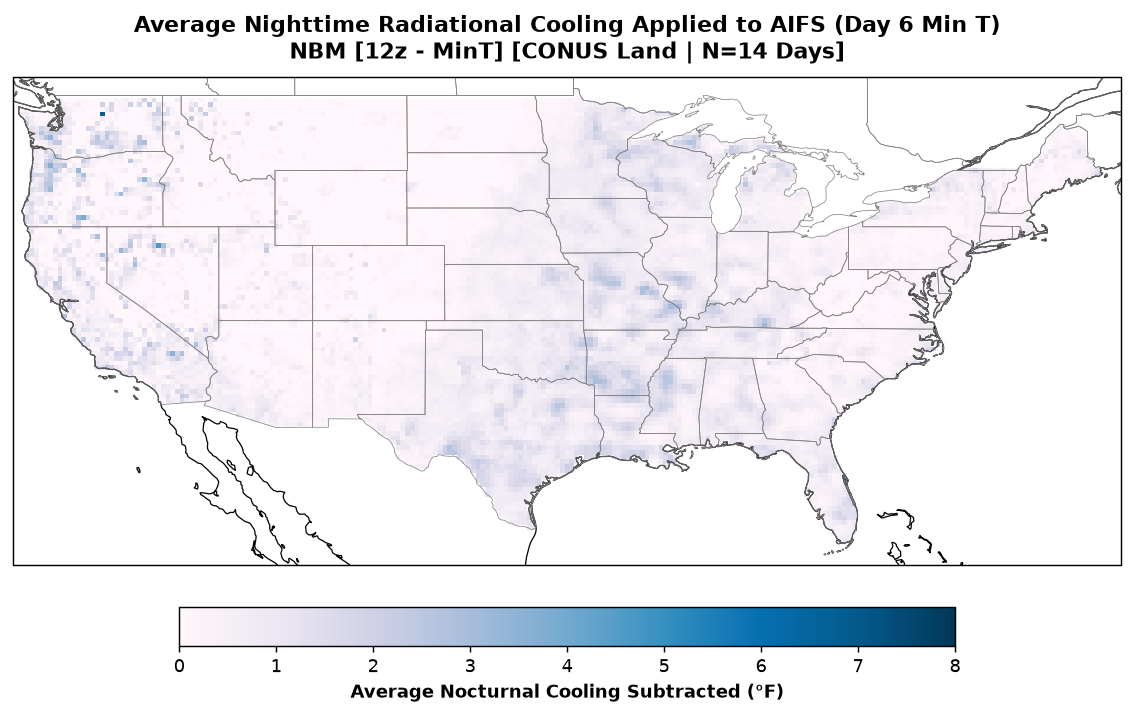 Average Nighttime Radiational Cooling Applied to AIFS (Day 6 Min T)
NBM [12z - MinT] [CONUS Land | N=14 Days]
0 1 2 3 4 5 6 7 8
Average Nocturnal Cooling Subtracted (°F)